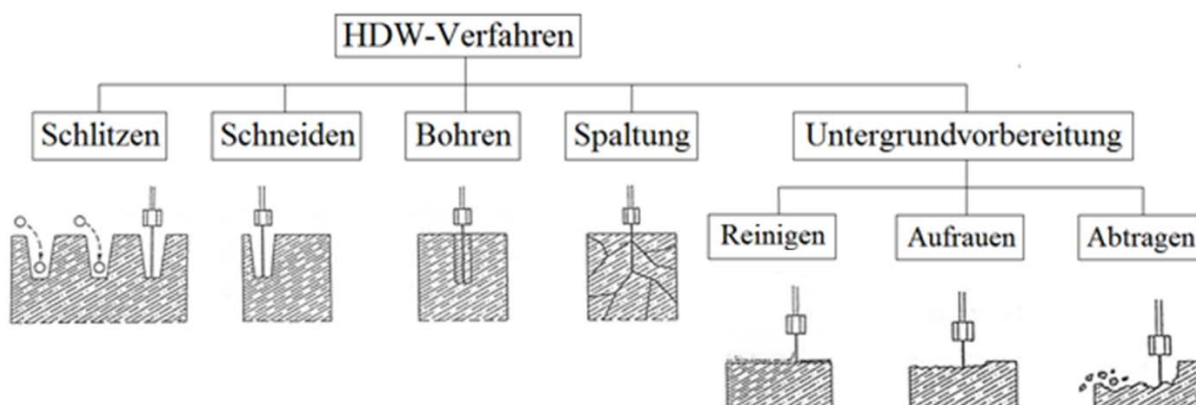 HDW-Verfahren
Schlitzen
Schneiden
Bohren
Spaltung
Untergrundvorbereitung
Reinigen
Aufrauen
Abtragen